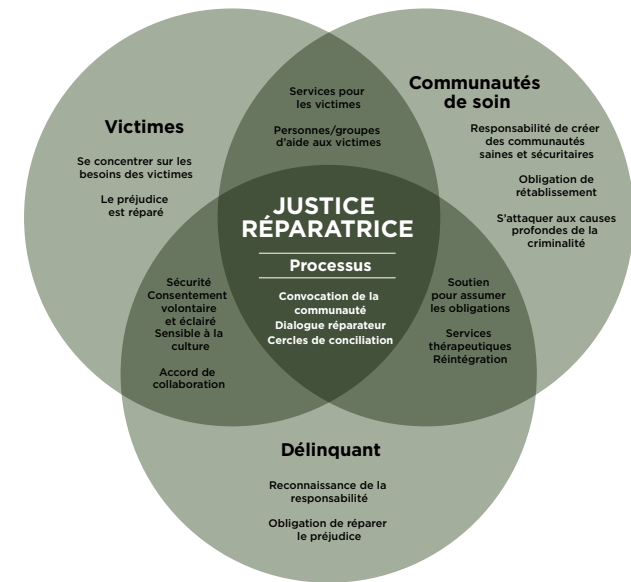 Victimes
Se concentrer sur les
besoins des victimes
Le préjudice
est réparé
Services pour
les victimes
Personnes/groupes
d'aide aux victimes
Communautés
de soin
Responsabilité de créer
des communautés
saines et sécuritaires
Obligation de
rétablissement
S'attaquer aux causes
profondes de la
criminalité
JUSTICE
RÉPARATRICE
Processus
Convocation de la
communauté
Dialogue réparateur
Cercles de conciliation
Sécurité
Consentement
volontaire
et éclairé
Sensible à la
culture
Accord de
collaboration
Soutien
pour assumer
les obligations
Services
thérapeutiques
Réintégration
Délinquant
Reconnaissance de la
responsabilité
Obligation de réparer
le préjudice